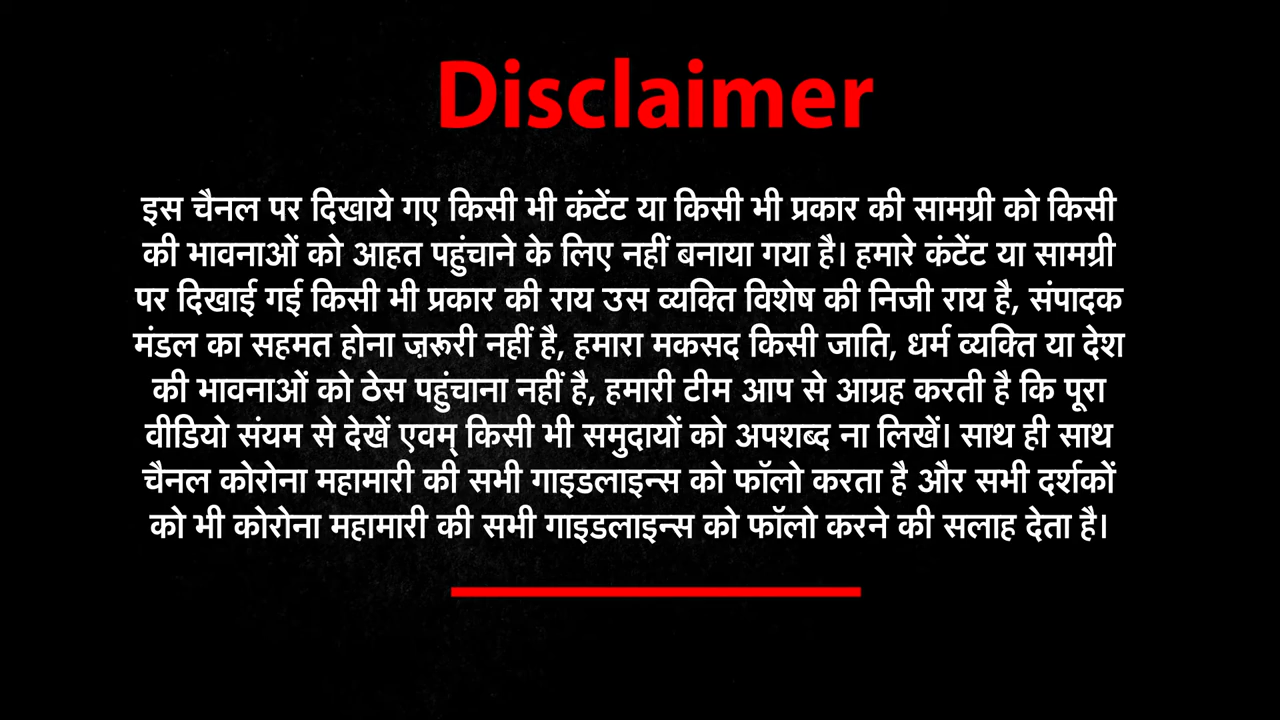 Disclaimer
इस चैनल पर दिखाये गए किसी भी कंटेंट या किसी भी प्रकार की सामग्री को किसी
की भावनाओं को आहत पहुंचाने के लिए नहीं बनाया गया है। हमारे कंटेंट या सामग्री
पर दिखाई गई किसी भी प्रकार की राय उस व्यक्ति विशेष की निजी राय है, संपादक
मंडल का सहमत होना ज़रूरी नहीं है, हमारा मकसद किसी जाति, धर्म व्यक्ति या देश
की भावनाओं को ठेस पहुंचाना नहीं है, हमारी टीम आप से आग्रह करती है कि पूरा
वीडियो संयम से देखें एवम् किसी भी समुदायों को अपशब्द ना लिखें। साथ ही साथ
चैनल कोरोना महामारी की सभी गाइडलाइन्स को फॉलो करता है और सभी दर्शकों
को भी कोरोना महामारी की सभी गाइडलाइन्स को फॉलो करने की सलाह देता है।